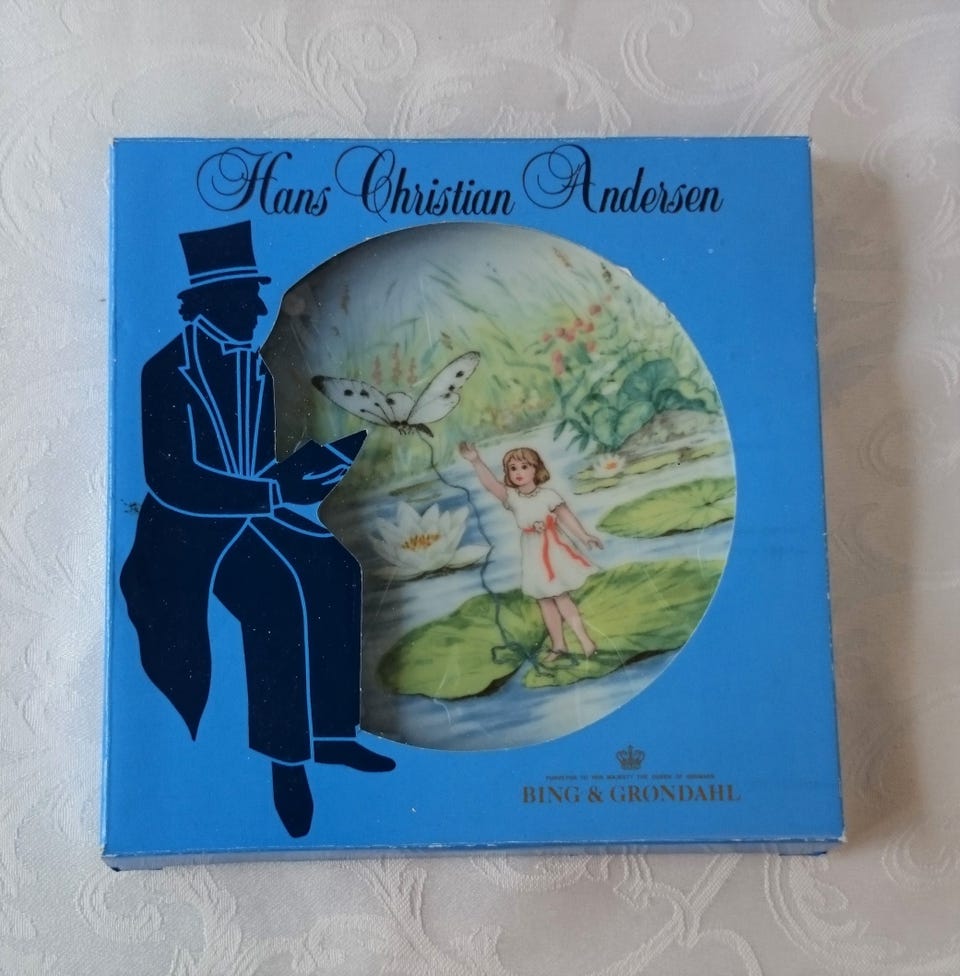 Hans Christian Andersen
PURVEYOR TO HER MAJESTY THE QUEEN OF DENMARK
BING & GRONDAHL